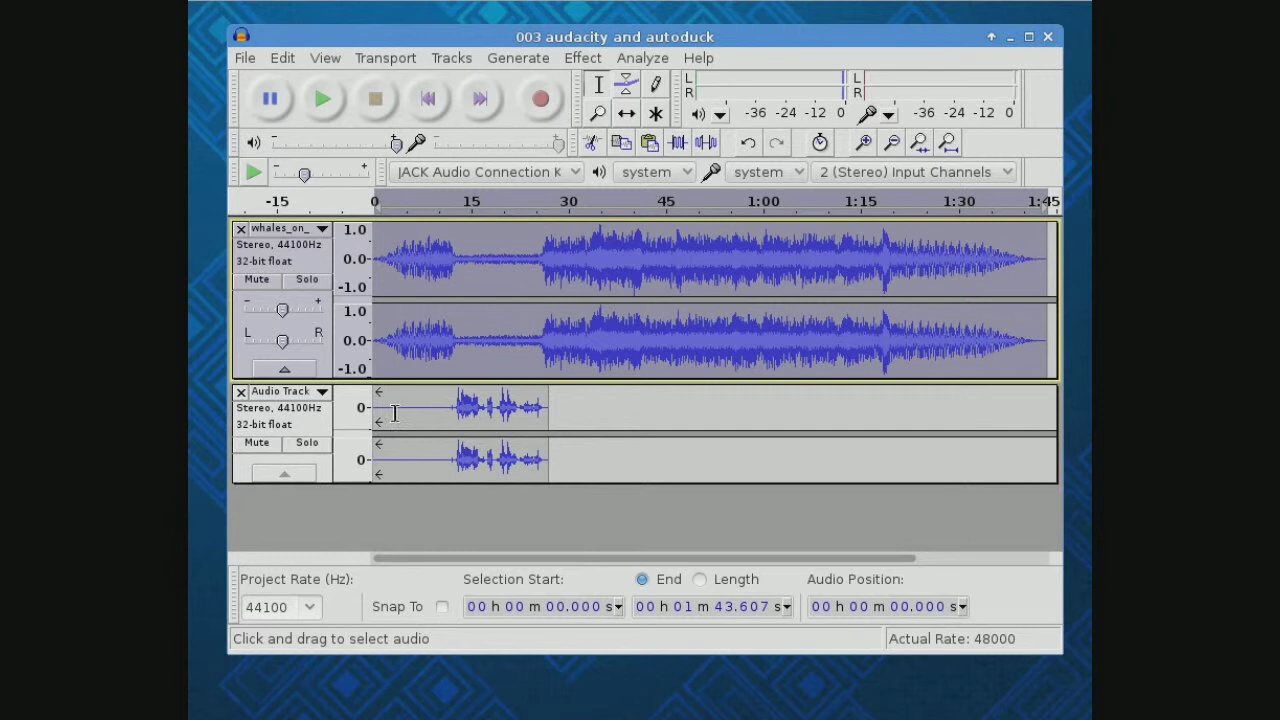 003 audacity and autoduck
File Edit View Transport Tracks Generate Effect Analyze Help
L
R
-36 -24 -12 0
L
R
-36 -24 -12 0
- +
- +
JACK Audio Connection K system system 2 (Stereo) Input Channels
-15 0 15 30 45 1:00 1:15 1:30 1:45
whales_on_
Stereo, 44100Hz
32-bit float
Mute Solo
- +
L R
1.0
0.0-
-1.0
1.0
0.0-
-1.0
Audio Track
Stereo, 44100Hz
32-bit float
Mute Solo
0-
0-
Project Rate (Hz): Selection Start: End Length Audio Position:
44100 Snap To 00 h 00 m 00.000 s 00 h 01 m 43.607 s 00 h 00 m 00.000 s
Click and drag to select audio Actual Rate: 48000